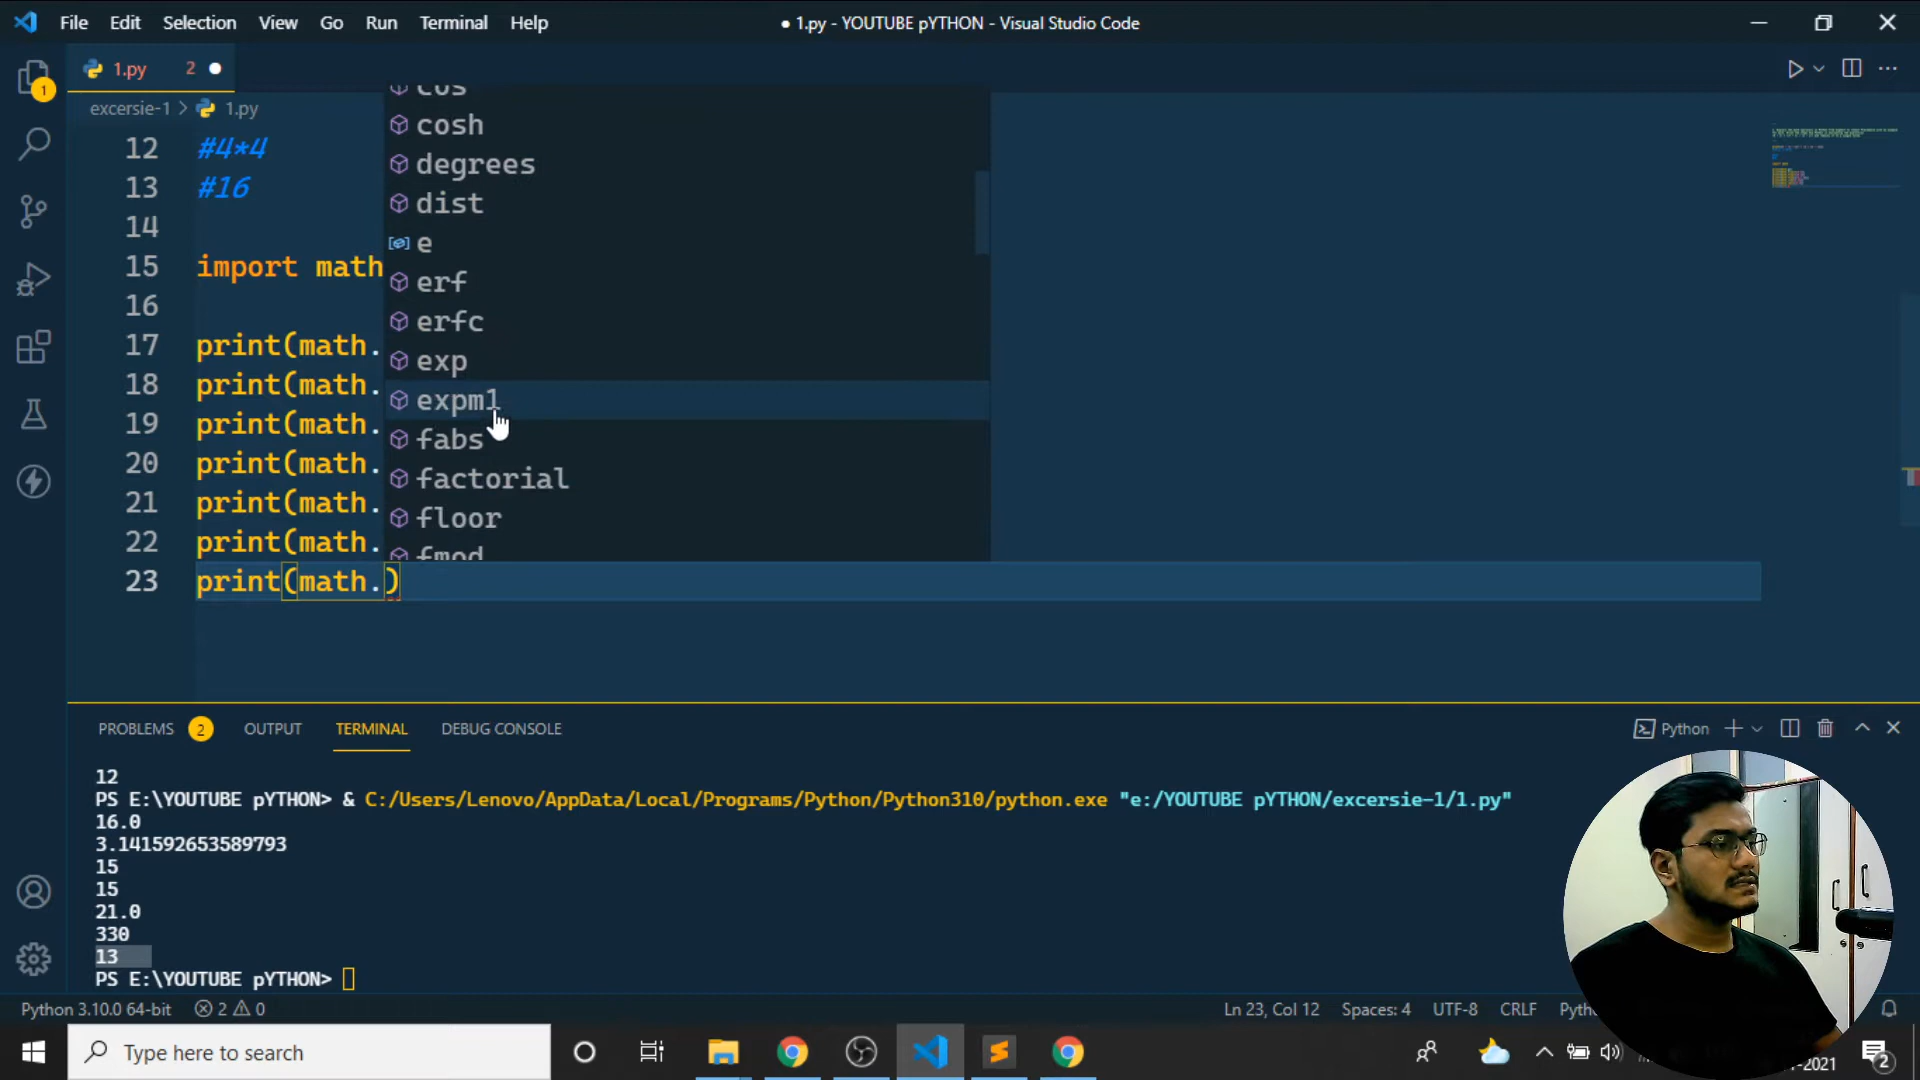 File Edit Selection View Go Run Terminal Help
● 1.py - YOUTUBE pYTHON - Visual Studio Code
1.py 2
excersie-1 > 1.py
12 #4*4
13 #16
14
15 import math
16
17 print(math.
18 print(math.
19 print(math.
20 print(math.
21 print(math.
22 print(math.
23 print(math.)
cos
cosh
degrees
dist
e
erf
erfc
exp
expm1
fabs
factorial
floor
fmod
PROBLEMS 2 OUTPUT TERMINAL DEBUG CONSOLE
Python
12
PS E:\YOUTUBE pYTHON> & C:/Users/Lenovo/AppData/Local/Programs/Python/Python310/python.exe "e:/YOUTUBE pYTHON/excersie-1/1.py"
16.0
3.141592653589793
15
15
21.0
330
13
PS E:\YOUTUBE pYTHON>
Python 3.10.0 64-bit 2 0
Ln 23, Col 12 Spaces: 4 UTF-8 CRLF
Type here to search
2
1